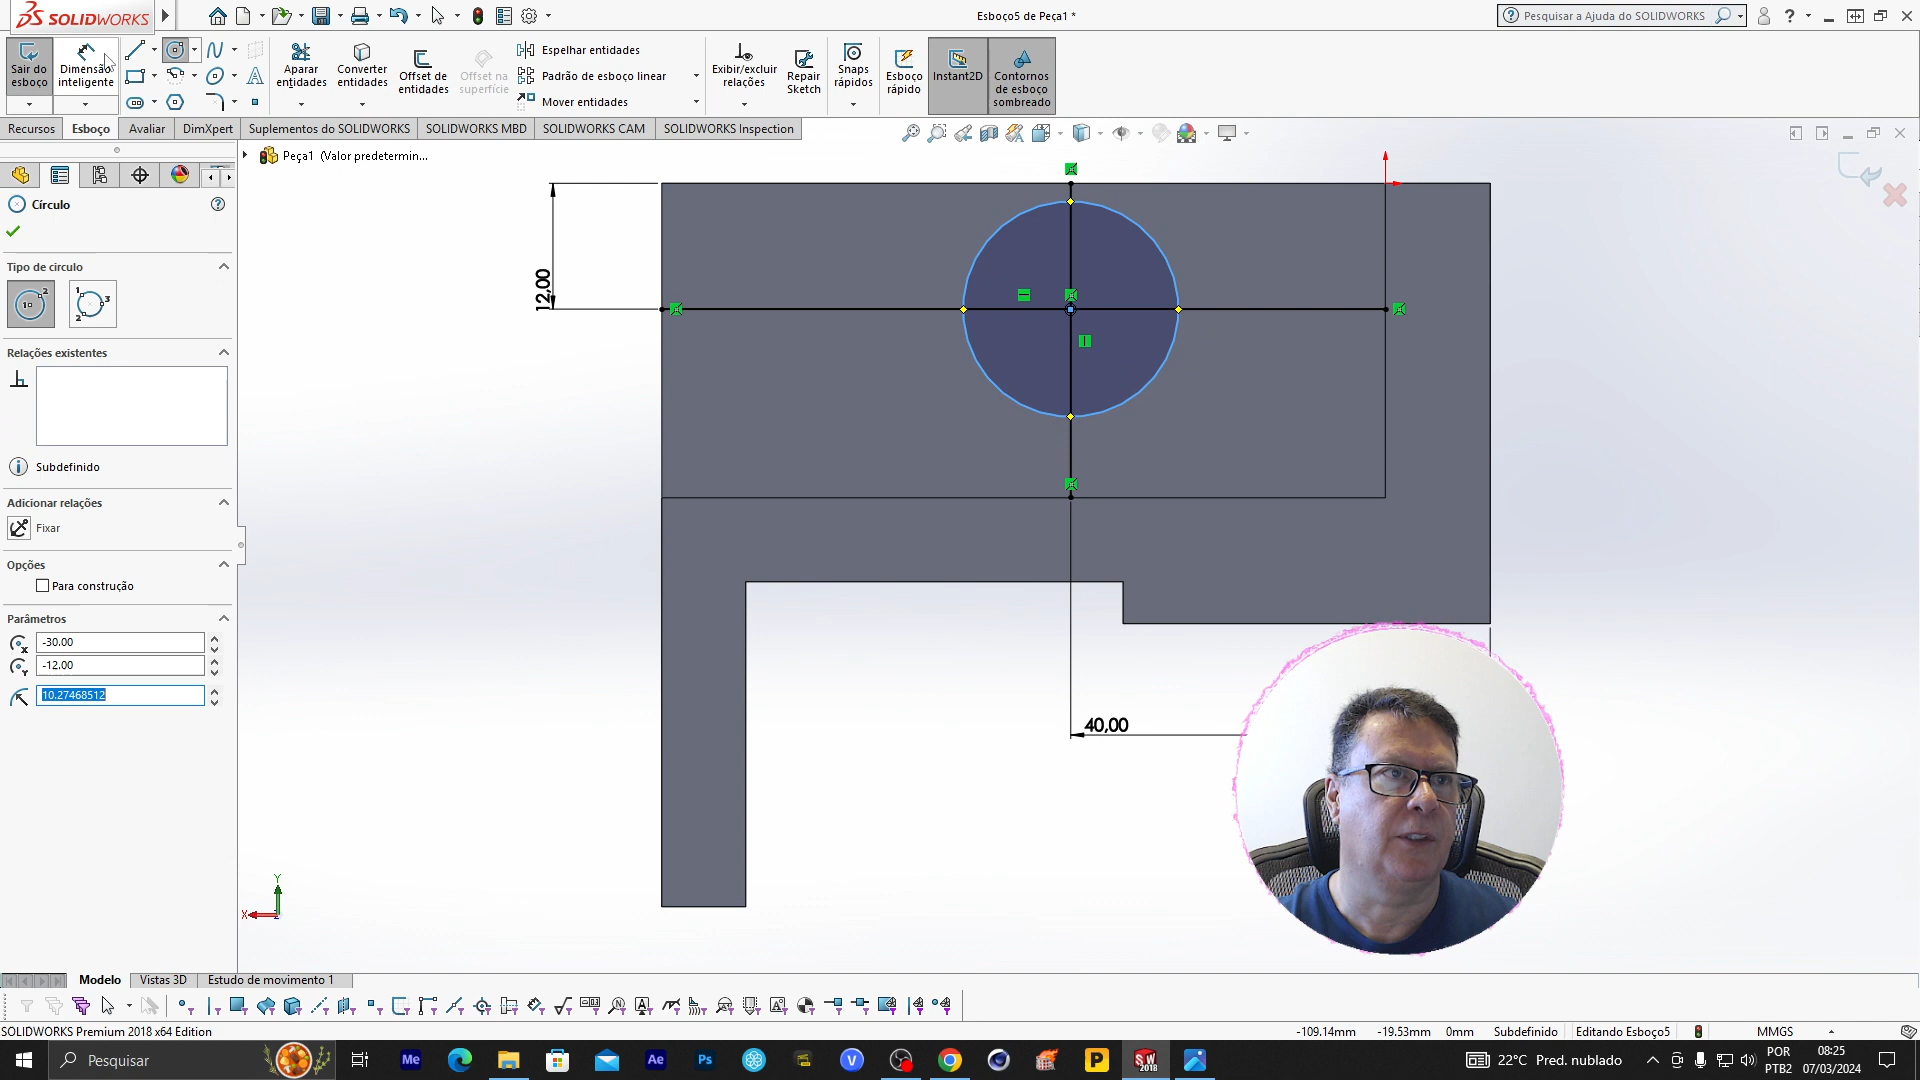 SOLIDWORKS
Esboço5 de Peça1 *
Pesquisar a Ajuda do SOLIDWORKS
Sair do esboço
Dimensão inteligente
Aparar entidades
Converter entidades
Offset de entidades
Offset na superfície
Espelhar entidades
Padrão de esboço linear
Mover entidades
Exibir/excluir relações
Repair Sketch
Snaps rápidos
Esboço rápido
Instant2D
Contornos de esboço sombreado
Recursos
Esboço
Avaliar
DimXpert
Suplementos do SOLIDWORKS
SOLIDWORKS MBD
SOLIDWORKS CAM
SOLIDWORKS Inspection
Peça1 (Valor predetermin...
Círculo
Tipo de círculo
Relações existentes
Subdefinido
Adicionar relações
Fixar
Opções
Para construção
Parâmetros
-30.00
-12.00
10.27468512
12,00
40,00
Y
X
Modelo
Vistas 3D
Estudo de movimento 1
SOLIDWORKS Premium 2018 x64 Edition
-109.14mm
-19.53mm
0mm
Subdefinido
Editando Esboço5
MMGS
Pesquisar
Me
Ae
Ps
V
P
SW
2018
22°C Pred. nublado
POR
PTB2
08:25
07/03/2024